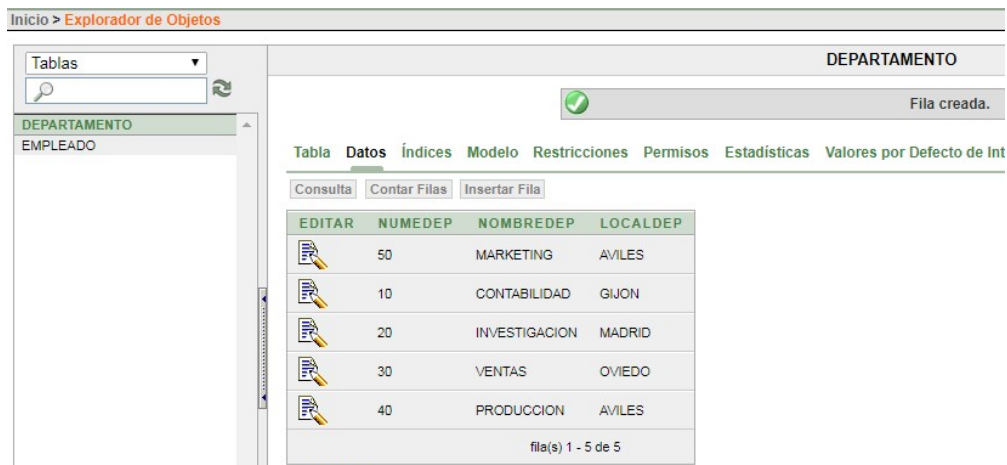 Inicio > Explorador de Objetos
Tablas
DEPARTAMENTO
EMPLEADO
DEPARTAMENTO
Fila creada.
Tabla Datos Índices Modelo Restricciones Permisos Estadísticas Valores por Defecto de Int
Consulta Contar Filas Insertar Fila
EDITAR NUMEDEP NOMBREDEP LOCALDEP
50 MARKETING AVILES
10 CONTABILIDAD GIJON
20 INVESTIGACION MADRID
30 VENTAS OVIEDO
40 PRODUCCION AVILES
fila(s) 1 - 5 de 5